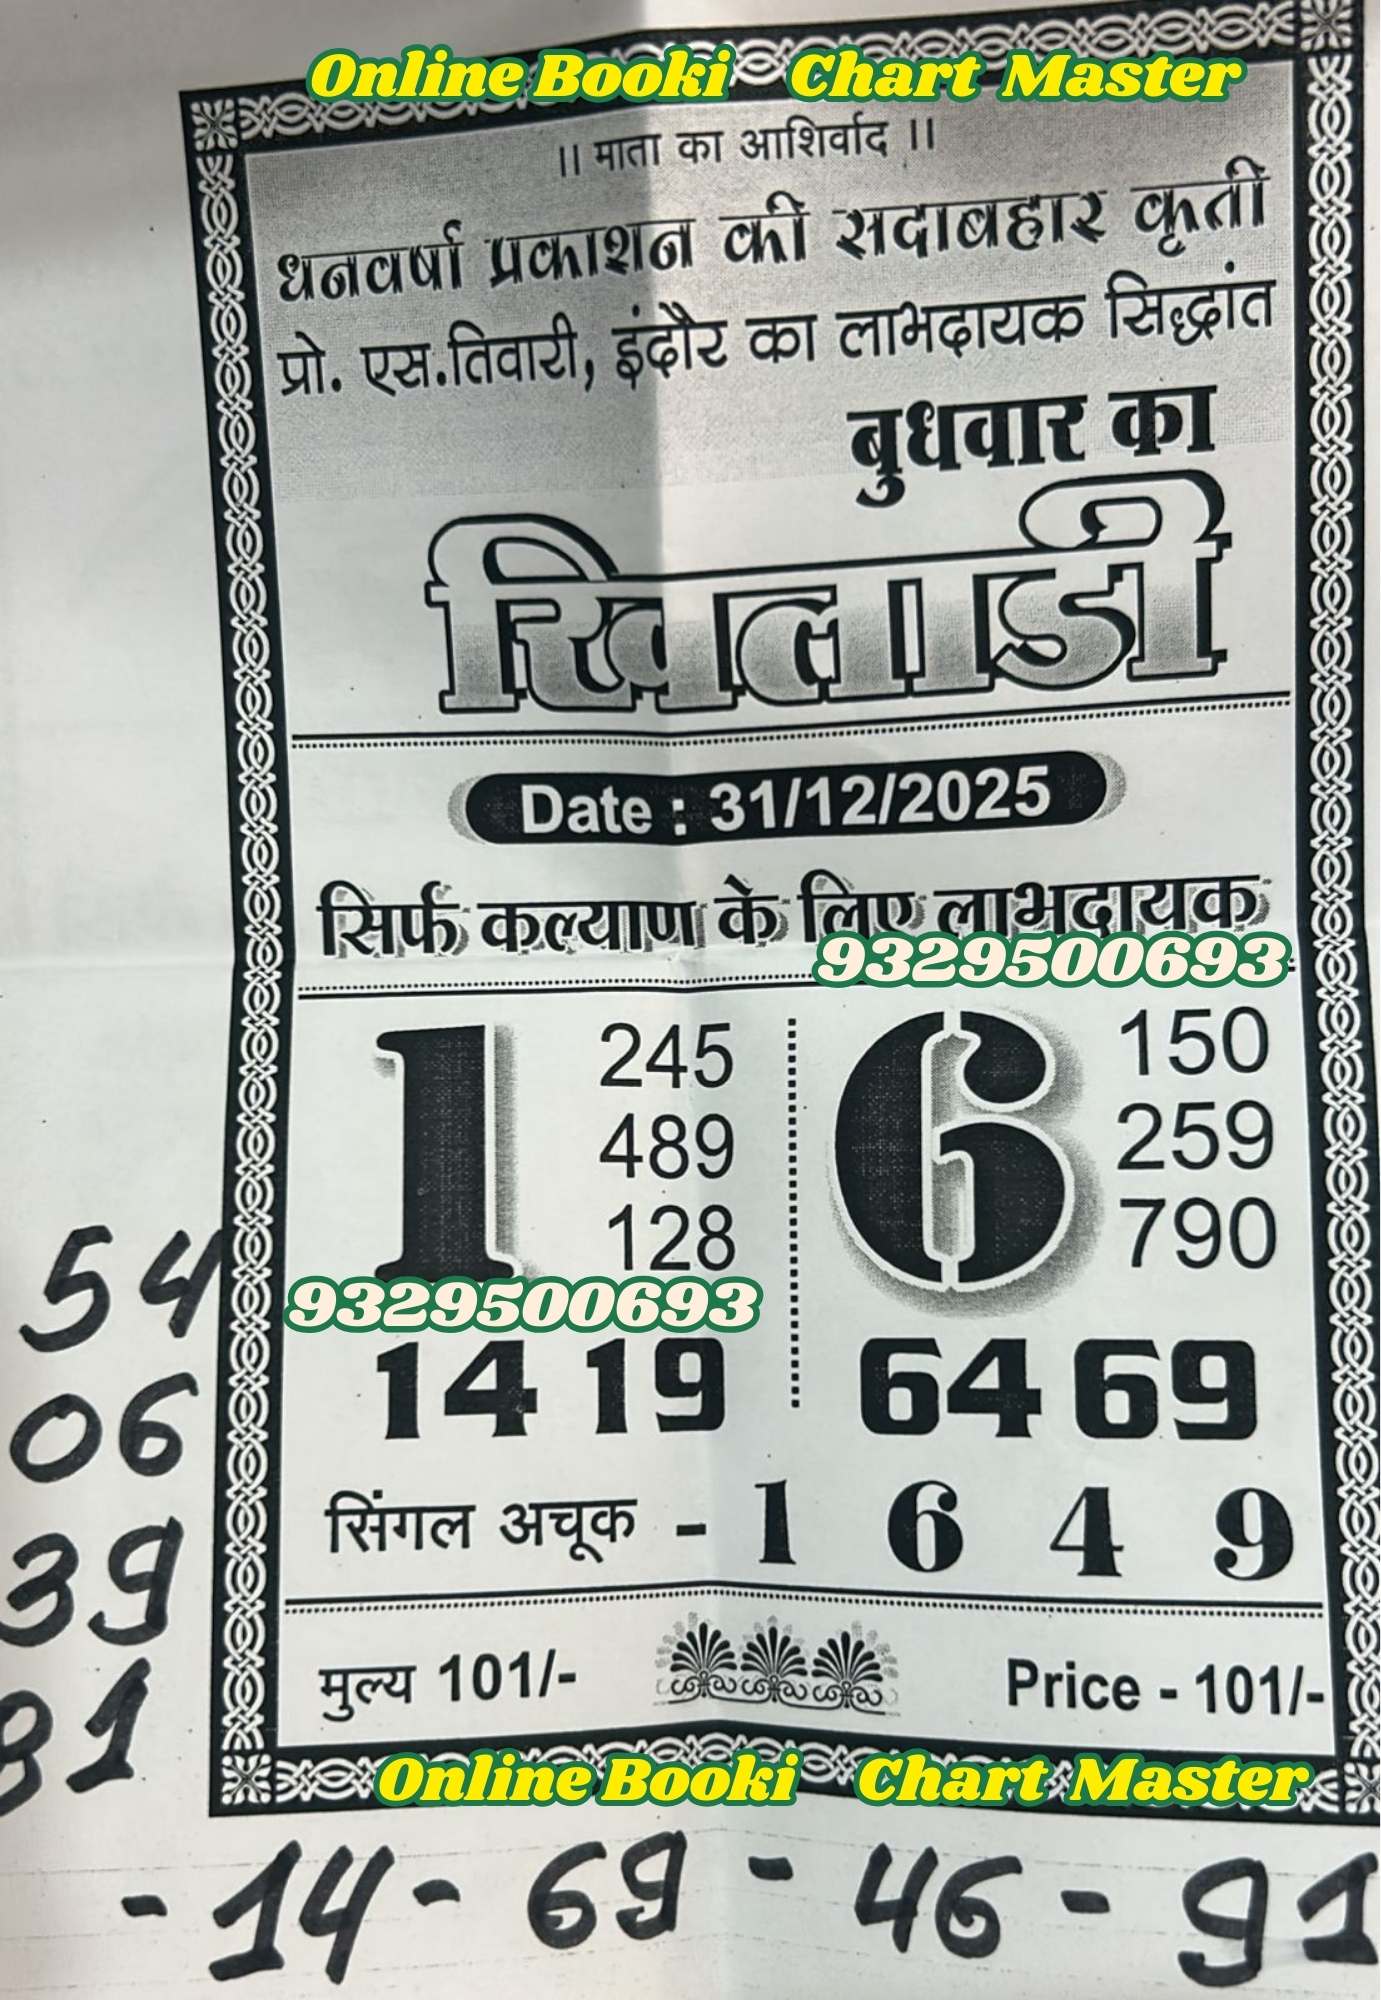 Online Booki Chart Master
।। माता का आशिर्वाद ।।
धनवर्षा प्रकाशन की सदाबहार कृती
प्रो. एस.तिवारी, इंदौर का लाभदायक सिद्धांत
बुधवार का
खिलाडी
Date : 31/12/2025
सिर्फ कल्याण के लिए लाभदायक
9329500693
1 245 6 150
489 259
128 790
9329500693
14 19 64 69
सिंगल अचूक - 1 6 4 9
मुल्य 101/- Price - 101/-
Online Booki Chart Master
54
06
39
91
- 14 - 69 - 46 - 91